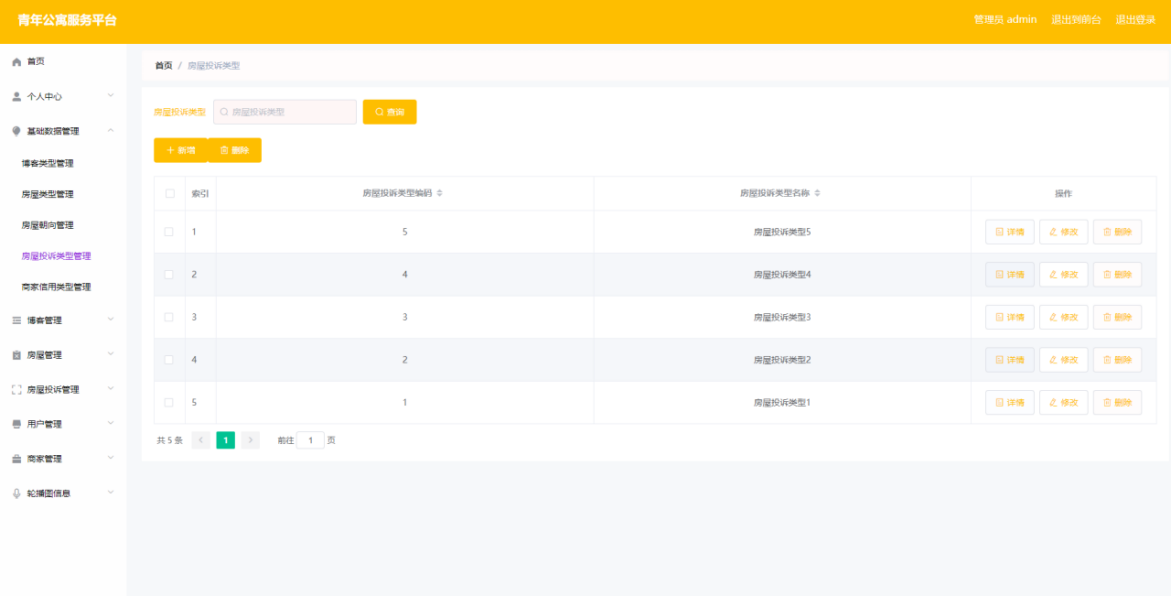 青年公寓服务平台
管理员 admin 退出到前台 退出登录
首页
个人中心
基础数据管理
博客类型管理
房屋类型管理
房屋朝向管理
房屋投诉类型管理
商家信用类型管理
博客管理
房屋管理
房屋投诉管理
用户管理
商家管理
轮播图信息
首页 / 房屋投诉类型
房屋投诉类型 房屋投诉类型 查询
新增 删除
索引 房屋投诉类型编码 房屋投诉类型名称 操作
1 5 房屋投诉类型5 详情 修改 删除
2 4 房屋投诉类型4 详情 修改 删除
3 3 房屋投诉类型3 详情 修改 删除
4 2 房屋投诉类型2 详情 修改 删除
5 1 房屋投诉类型1 详情 修改 删除
共 5 条 < 1 > 前往 1 页